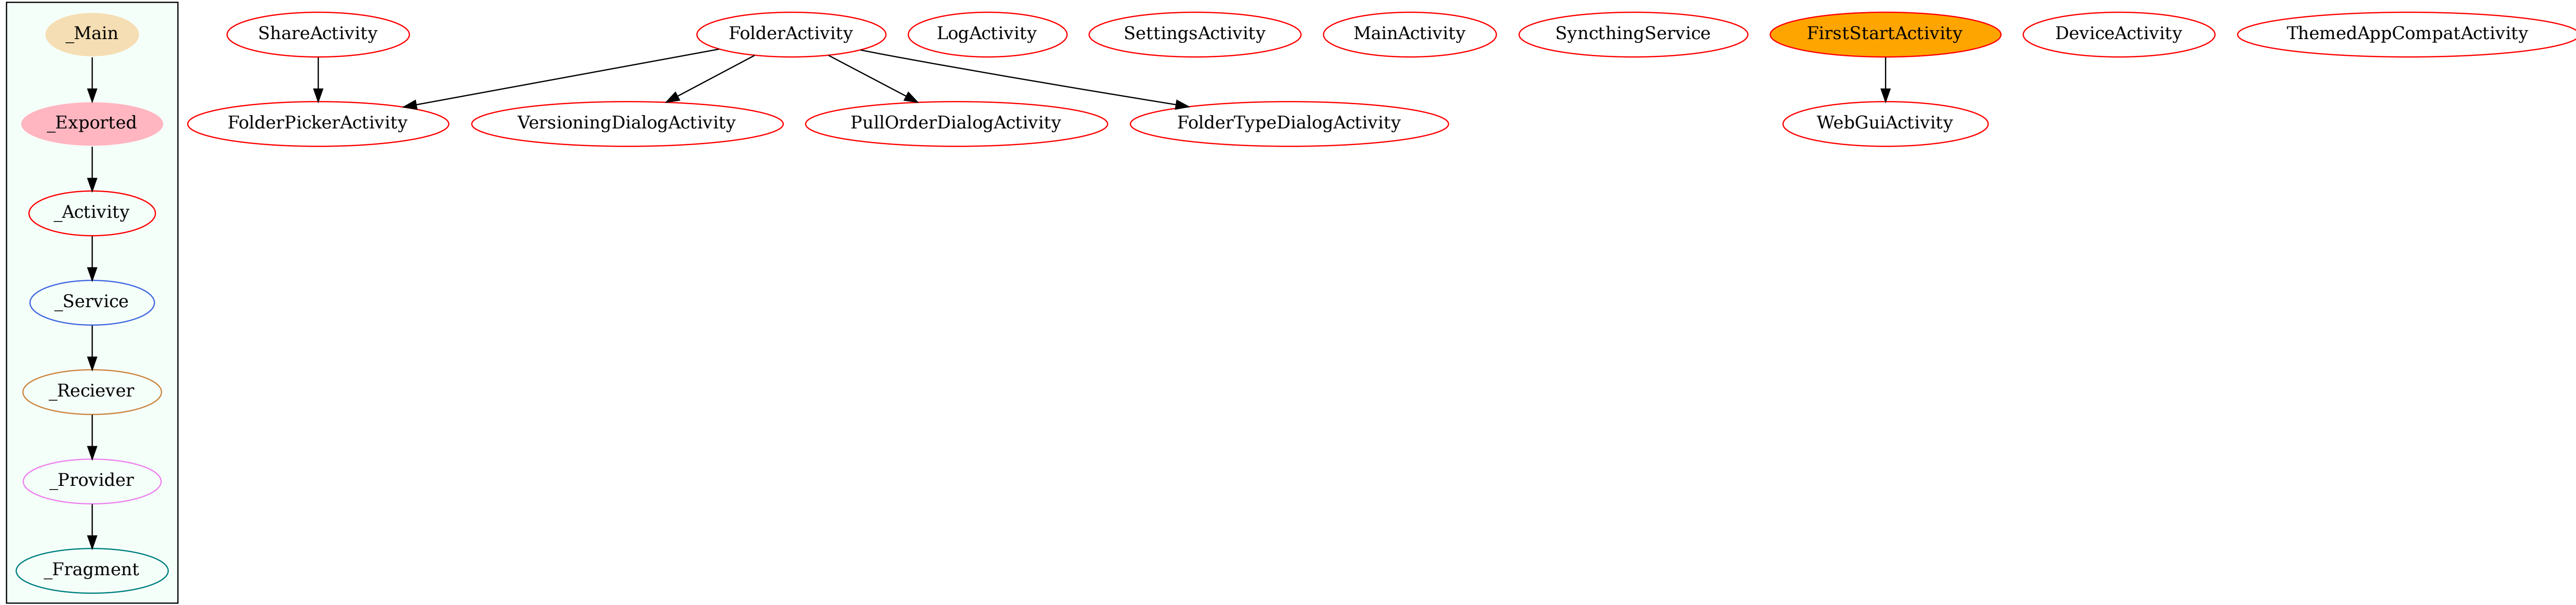 _Main
_Exported
_Activity
_Service
_Reciever
_Provider
_Fragment
ShareActivity
FolderActivity
LogActivity
SettingsActivity
MainActivity
SyncthingService
FirstStartActivity
DeviceActivity
ThemedAppCompatActivity
FolderPickerActivity
VersioningDialogActivity
PullOrderDialogActivity
FolderTypeDialogActivity
WebGuiActivity